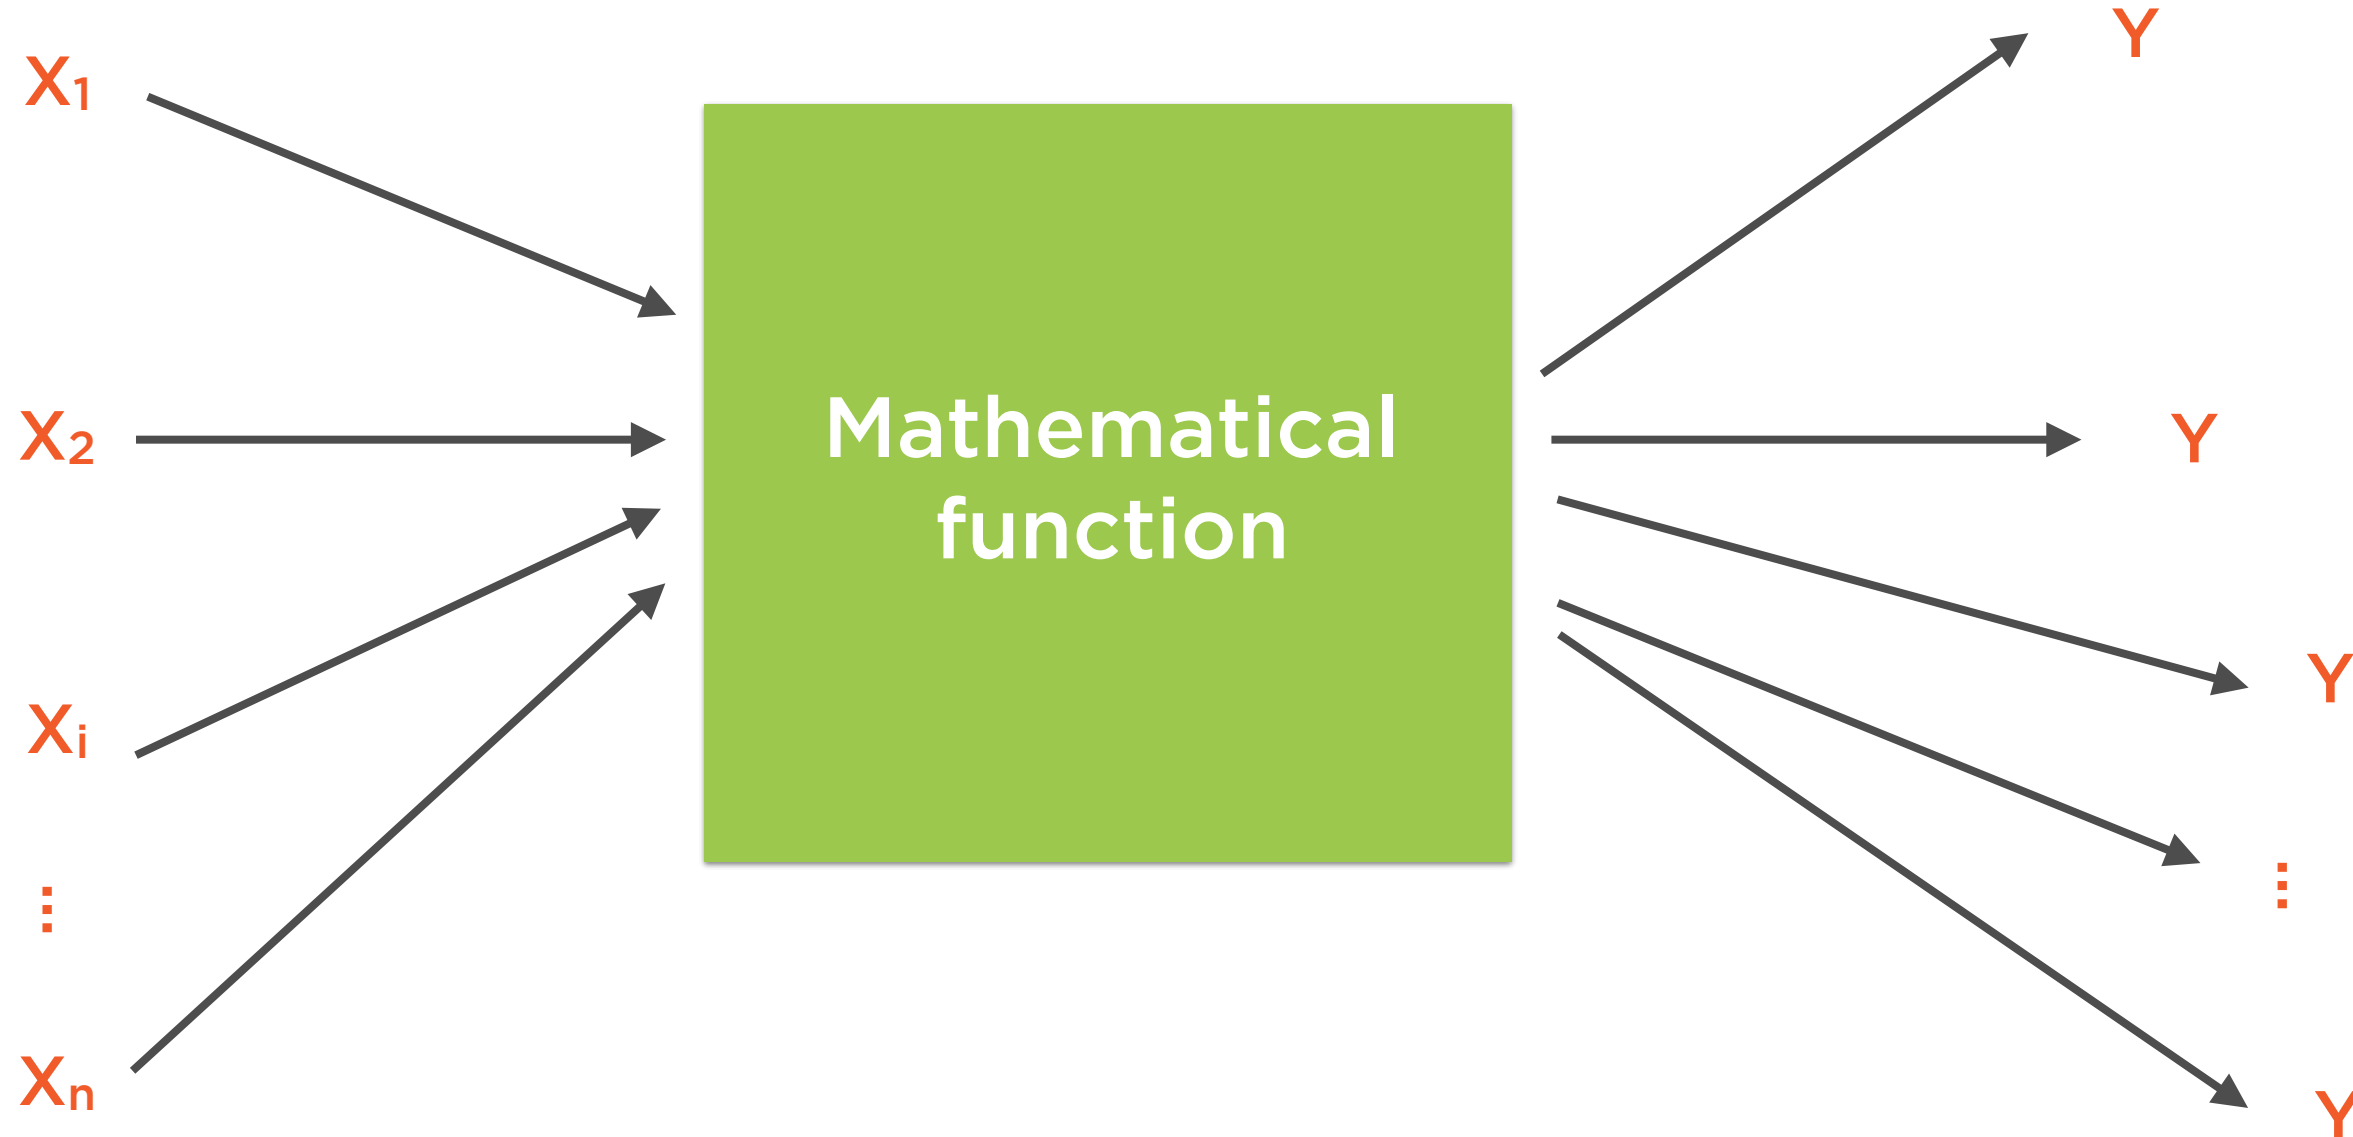 X1
X2
Xi
⋮
Xn
Mathematical
function
Y
Y
Y
⋮
Y